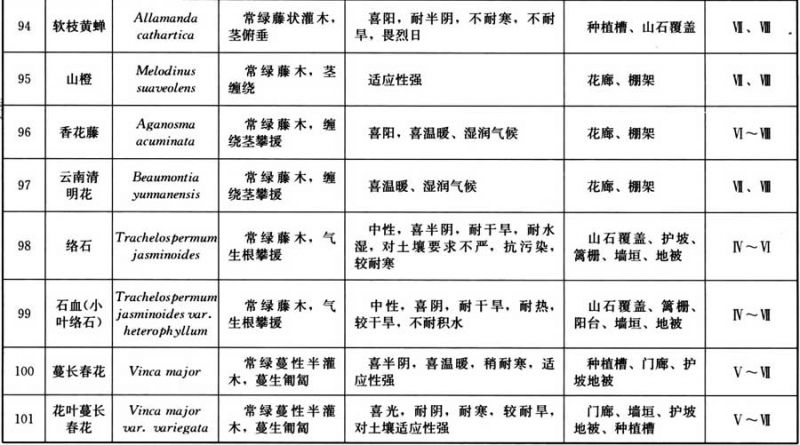 94 软枝黄蝉 Allamanda cathartica 常绿藤状灌木，茎俯垂 喜阳，耐半阴，不耐寒，不耐旱，畏烈日 种植槽、山石覆盖 Ⅶ、Ⅷ
95 山橙 Melodinus suaveolens 常绿藤木，茎缠绕 适应性强 花廊、棚架 Ⅶ、Ⅷ
96 香花藤 Aganosma acuminata 常绿藤木，缠绕茎攀援 喜阳，喜温暖、湿润气候 花廊、棚架 Ⅵ～Ⅷ
97 云南清明花 Beaumontia yunnanensis 常绿藤木，缠绕茎攀援 喜温暖、湿润气候 花廊、棚架 Ⅶ、Ⅷ
98 络石 Trachelospermum jasminoides 常绿藤木，气生根攀援 中性，喜半阴，耐干旱，耐水湿，对土壤要求不严，抗污染，较耐寒 山石覆盖、护坡、篱栅、墙垣、地被 Ⅳ～Ⅵ
99 石血（小叶络石） Trachelospermum jasminoides var. heterophyllum 常绿藤木，气生根攀援 中性，喜阴，耐干旱，耐热，较干旱，不耐积水 山石覆盖、篱栅、阳台、墙垣、地被 Ⅳ～Ⅶ
100 蔓长春花 Vinca major 常绿蔓性半灌木，蔓生匍匐 喜半阴，喜温暖，稍耐寒，适应性强 种植槽、门廊、护坡地被 Ⅴ～Ⅶ
101 花叶蔓长春花 Vinca major var. variegata 常绿蔓性半灌木，蔓生匍匐 喜光，耐阴，耐寒，较耐旱，对土壤适应性强 门廊、墙垣、护坡地被、种植槽 Ⅴ～Ⅶ